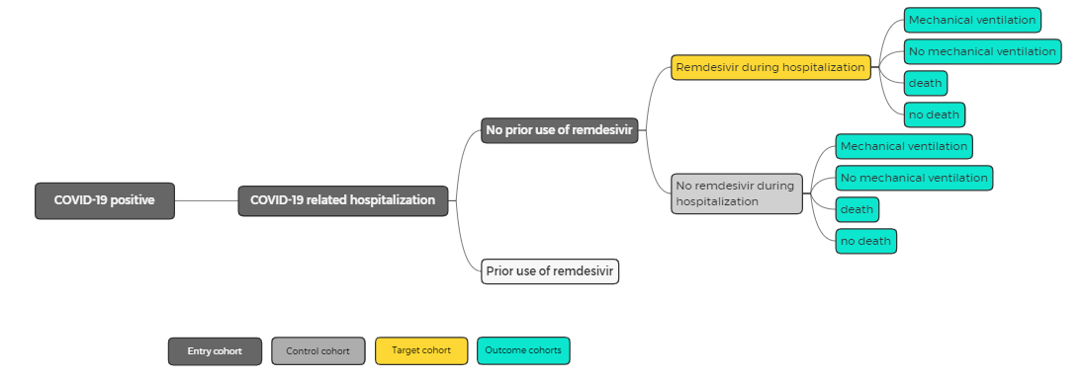 COVID-19 positive
COVID-19 related hospitalization
No prior use of remdesivir
Prior use of remdesivir
Remdesivir during hospitalization
Mechanical ventilation
No mechanical ventilation
death
no death
No remdesivir during
hospitalization
Mechanical ventilation
No mechanical ventilation
death
no death
Entry cohort
Control cohort
Target cohort
Outcome cohorts